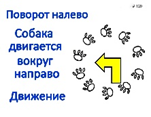 Поворот налево
Собака
двигается
вокруг
направо
Движение